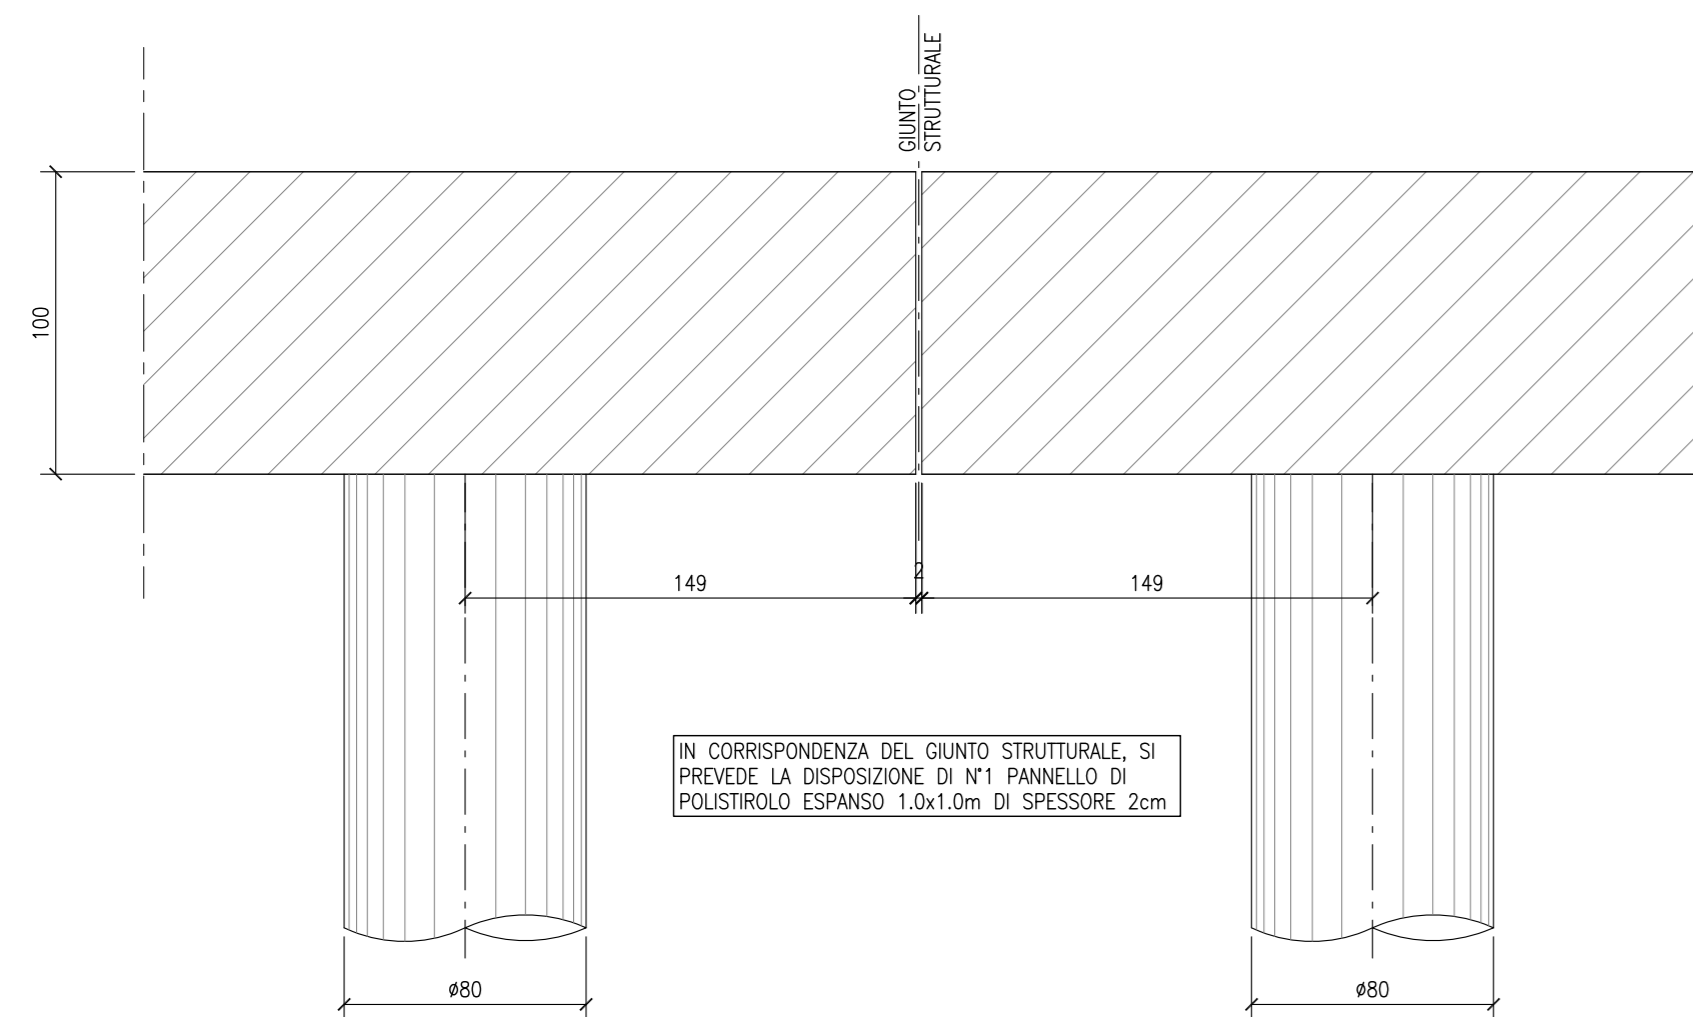 GIUNTO
STRUTTURALE
100
149
2
149
IN CORRISPONDENZA DEL GIUNTO STRUTTURALE, SI
PREVEDE LA DISPOSIZIONE DI N°1 PANNELLO DI
POLISTIROLO ESPANSO 1.0x1.0m DI SPESSORE 2cm
ø80
ø80